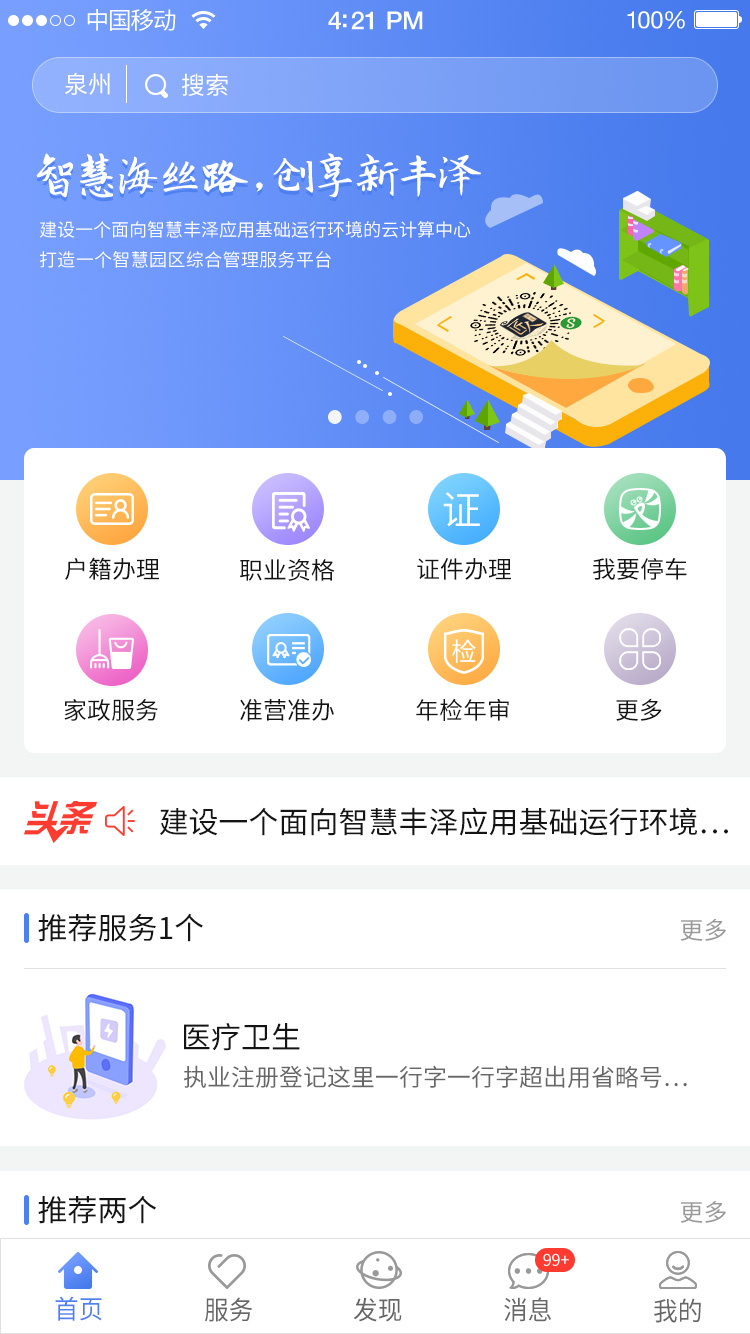 中国移动 4:21 PM 100%
泉州 搜索
智慧海丝路，创享新丰泽
建设一个面向智慧丰泽应用基础运行环境的云计算中心
打造一个智慧园区综合管理服务平台
户籍办理 职业资格 证 证件办理 我要停车
家政服务 准营准办 检 年检年审 更多
头条 建设一个面向智慧丰泽应用基础运行环境...
推荐服务1个 更多
医疗卫生
执业注册登记这里一行字一行字超出用省略号...
推荐两个 更多
99+
首页 服务 发现 消息 我的